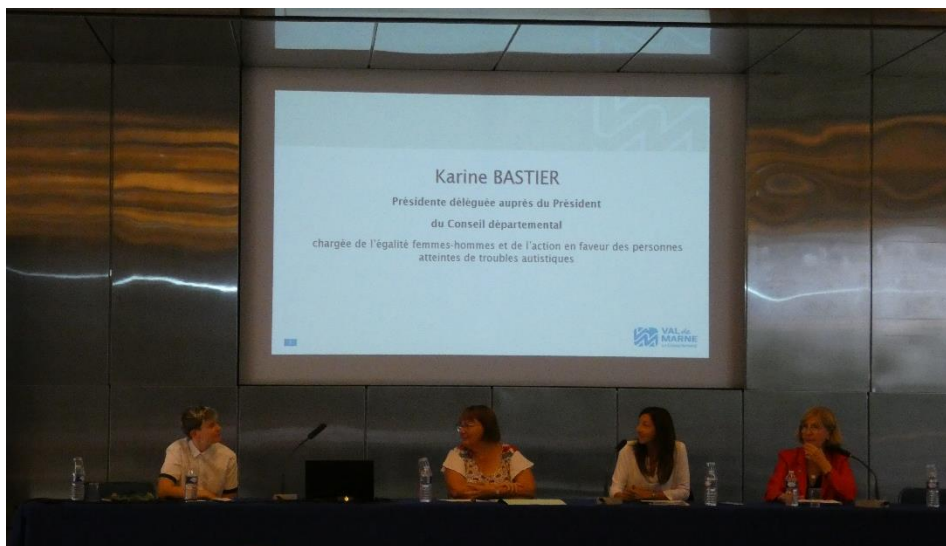 Karine BASTIER
Présidente déléguée auprès du Président
du Conseil départemental
chargée de l'égalité femmes-hommes et de l'action en faveur des personnes
atteintes de troubles autistiques
VAL de
MARNE